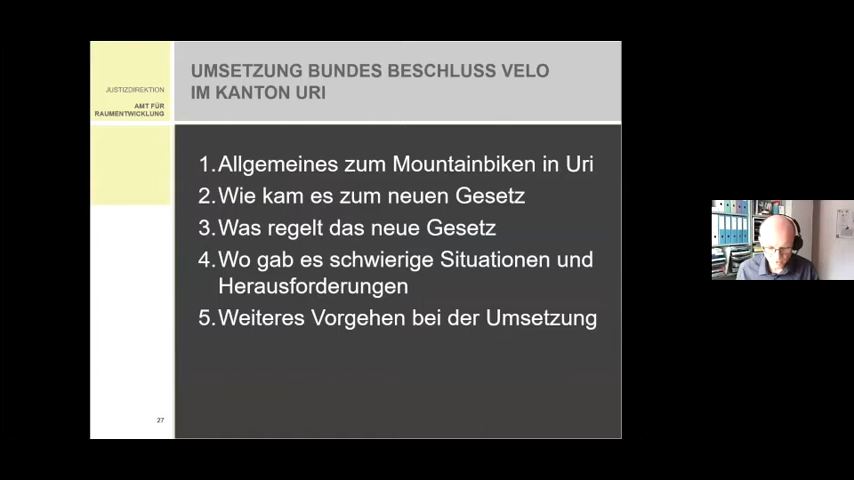 JUSTIZDIREKTION
AMT FÜR
RAUMENTWICKLUNG
UMSETZUNG BUNDES BESCHLUSS VELO
IM KANTON URI
1. Allgemeines zum Mountainbiken in Uri
2. Wie kam es zum neuen Gesetz
3. Was regelt das neue Gesetz
4. Wo gab es schwierige Situationen und
Herausforderungen
5. Weiteres Vorgehen bei der Umsetzung
27